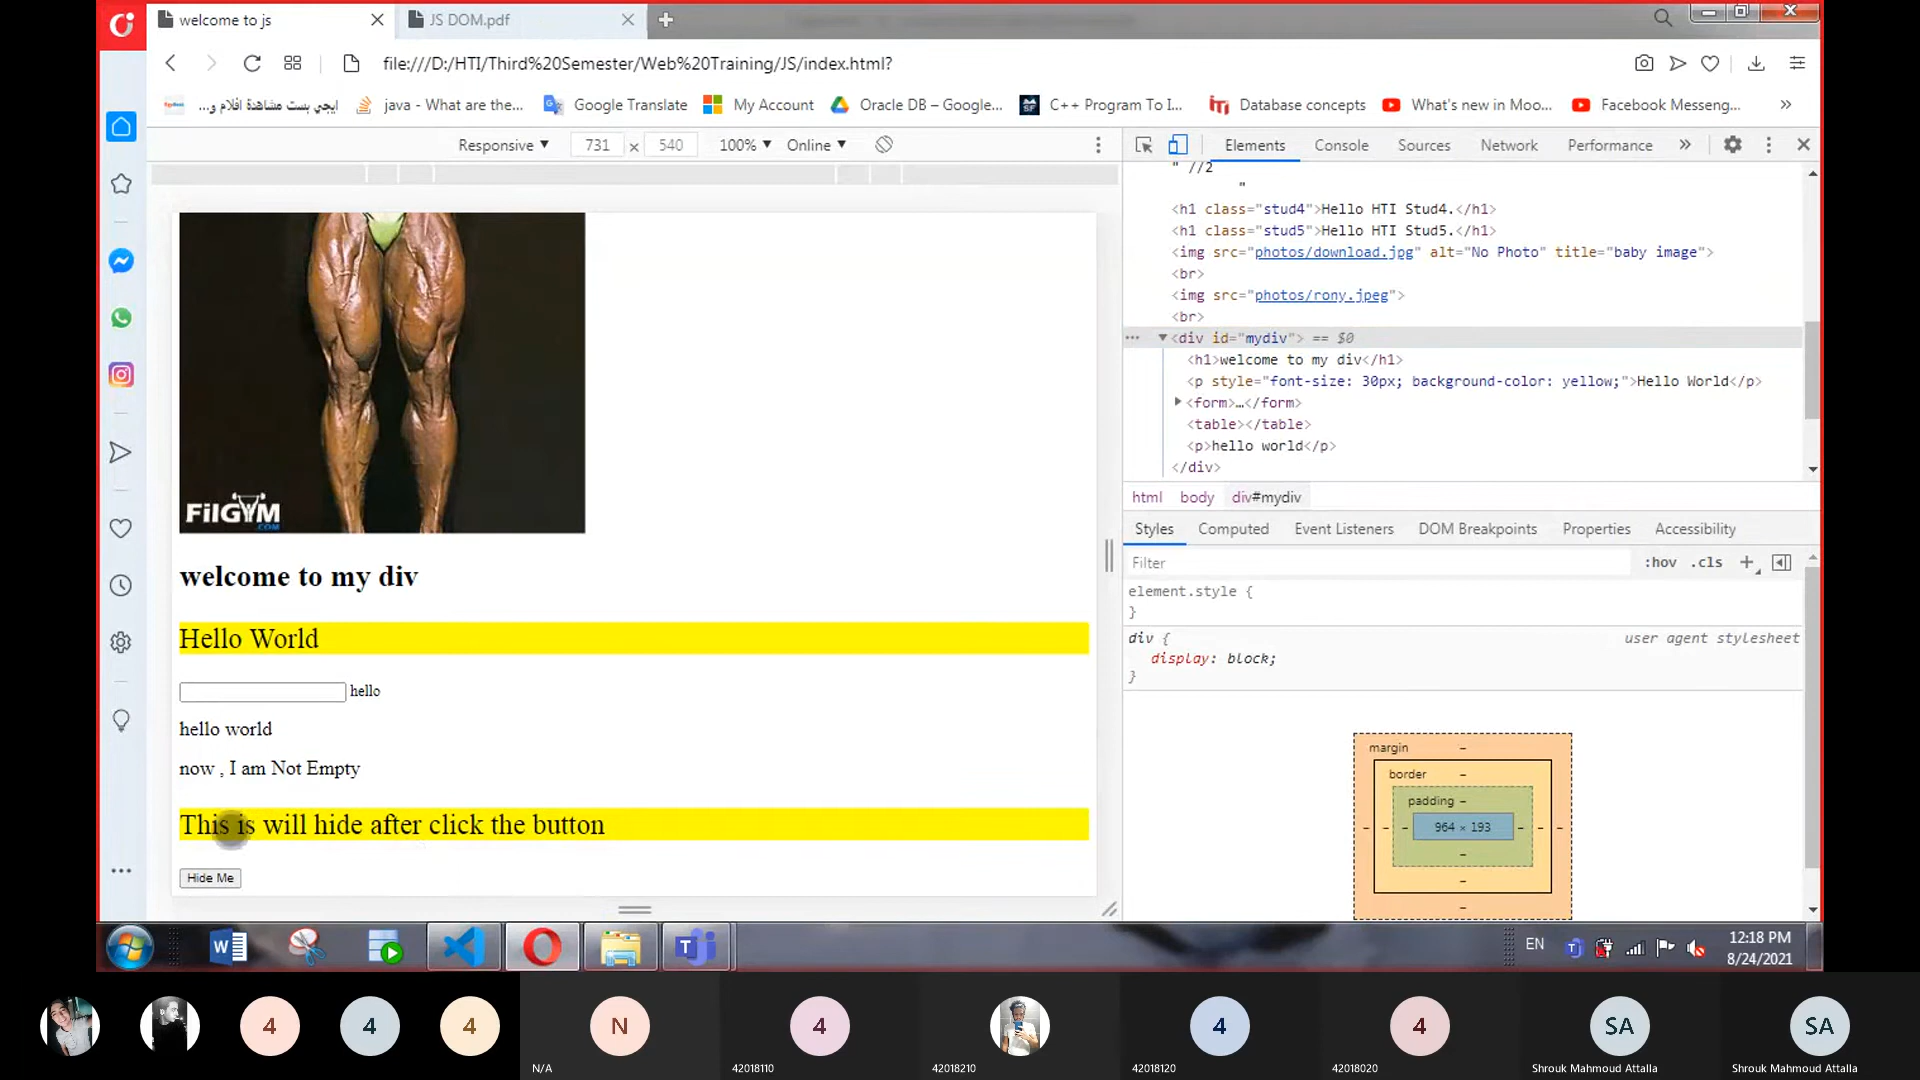 welcome to js
JS DOM.pdf
file:///D:/HTI/Third%20Semester/Web%20Training/JS/index.html?
ايجي بست مشاهدة افلام و...
java - What are the...
Google Translate
My Account
Oracle DB – Google...
C++ Program To I...
Database concepts
What's new in Moo...
Facebook Messeng...
»
Responsive ▼ 731 × 540 100% ▼ Online ▼
Elements Console Sources Network Performance »
" //2
"
<h1 class="stud4">Hello HTI Stud4.</h1>
<h1 class="stud5">Hello HTI Stud5.</h1>
<img src="photos/download.jpg" alt="No Photo" title="baby image">
<br>
<img src="photos/rony.jpeg">
<br>
<div id="mydiv"> == $0
<h1>welcome to my div</h1>
<p style="font-size: 30px; background-color: yellow;">Hello World</p>
<form>…</form>
<table></table>
<p>hello world</p>
</div>
html body div#mydiv
Styles Computed Event Listeners DOM Breakpoints Properties Accessibility
Filter :hov .cls +
element.style {
}
div { user agent stylesheet
display: block;
}
margin –
border –
padding –
– – – 964 × 193 – – –
–
–
–
FilGYM
.COM
welcome to my div
Hello World
hello
hello world
now , I am Not Empty
This is will hide after click the button
Hide Me
EN
12:18 PM
8/24/2021
4
4
4
N
4
4
4
SA
SA
N/A
42018110
42018210
42018120
42018020
Shrouk Mahmoud Attalla
Shrouk Mahmoud Attalla